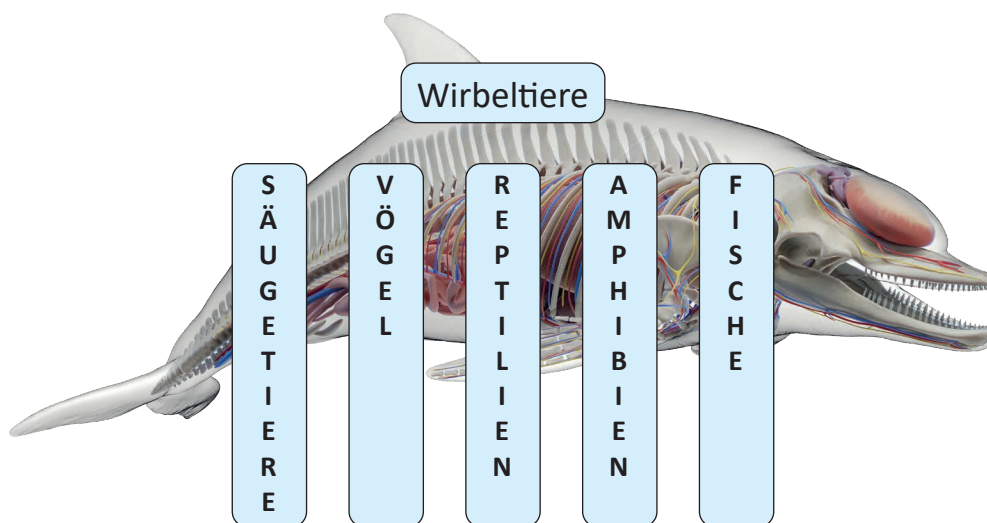 Wirbeltiere
SÄUGETIERE
VÖGEL
REPTILIEN
AMPHIBIEN
FISCHE